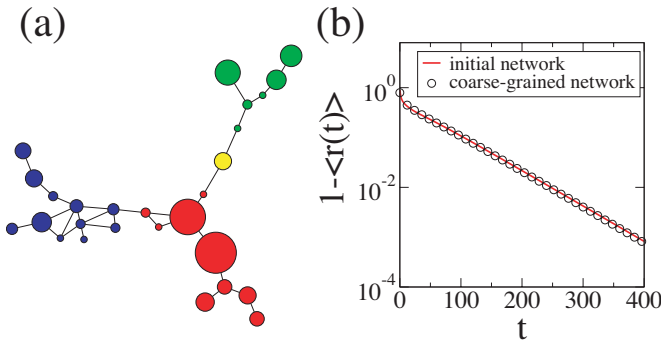 (a)
(b)
initial network
coarse-grained network
1-<r(t)>
10^0
10^-2
10^-4
0 100 200 300 400
t